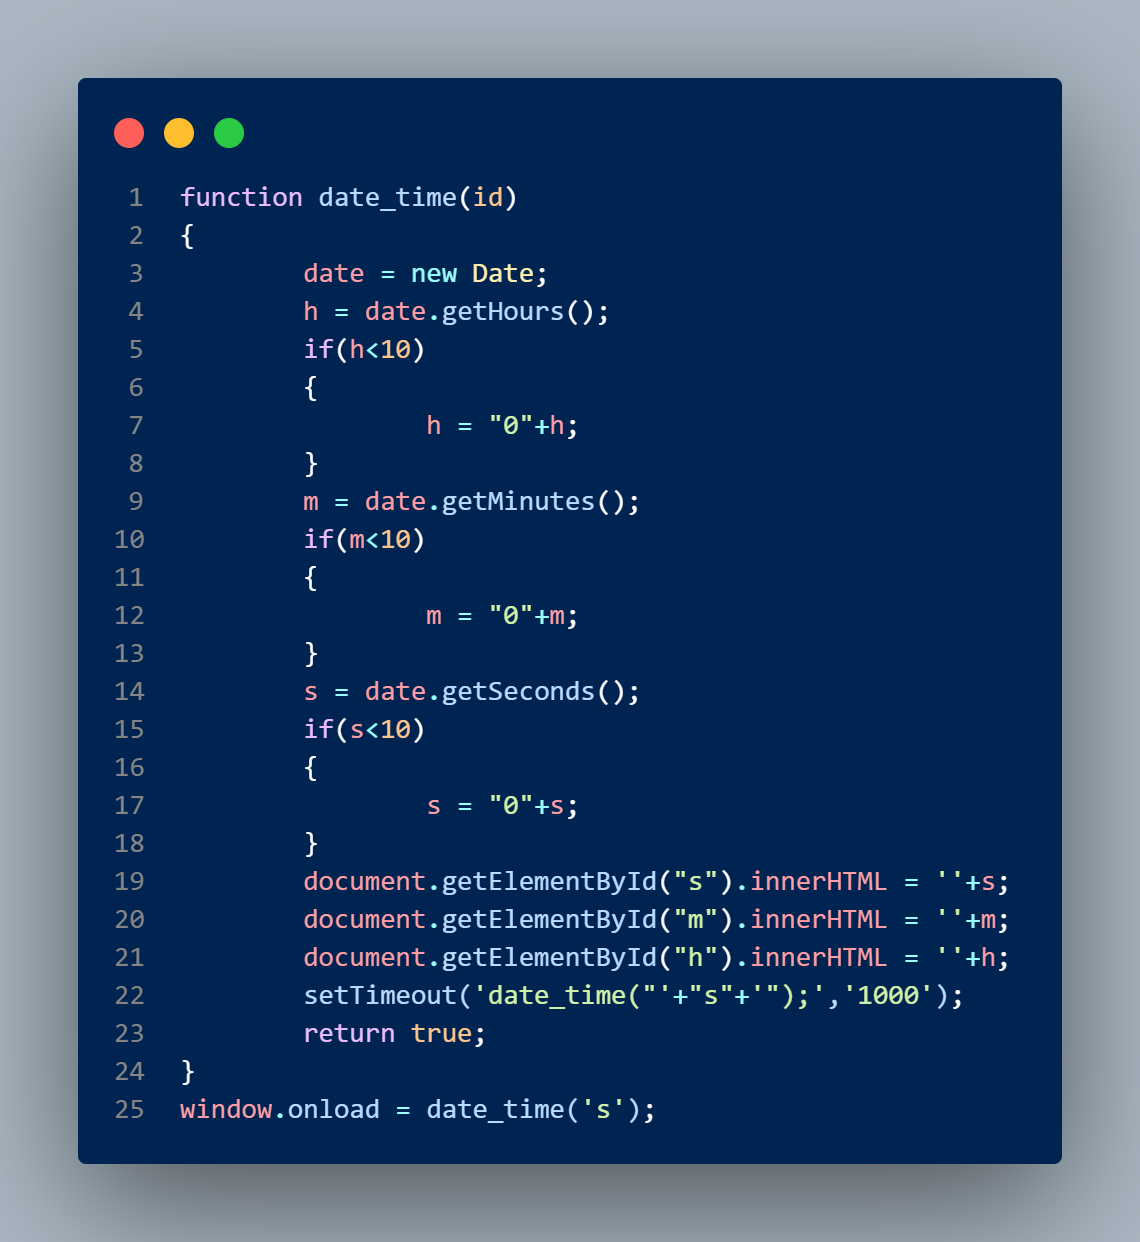 1 function date_time(id)
2 {
3         date = new Date;
4         h = date.getHours();
5         if(h<10)
6         {
7                 h = "0"+h;
8         }
9         m = date.getMinutes();
10         if(m<10)
11         {
12                 m = "0"+m;
13         }
14         s = date.getSeconds();
15         if(s<10)
16         {
17                 s = "0"+s;
18         }
19         document.getElementById("s").innerHTML = ''+s;
20         document.getElementById("m").innerHTML = ''+m;
21         document.getElementById("h").innerHTML = ''+h;
22         setTimeout('date_time("'+"s"+'");','1000');
23         return true;
24 }
25 window.onload = date_time('s');